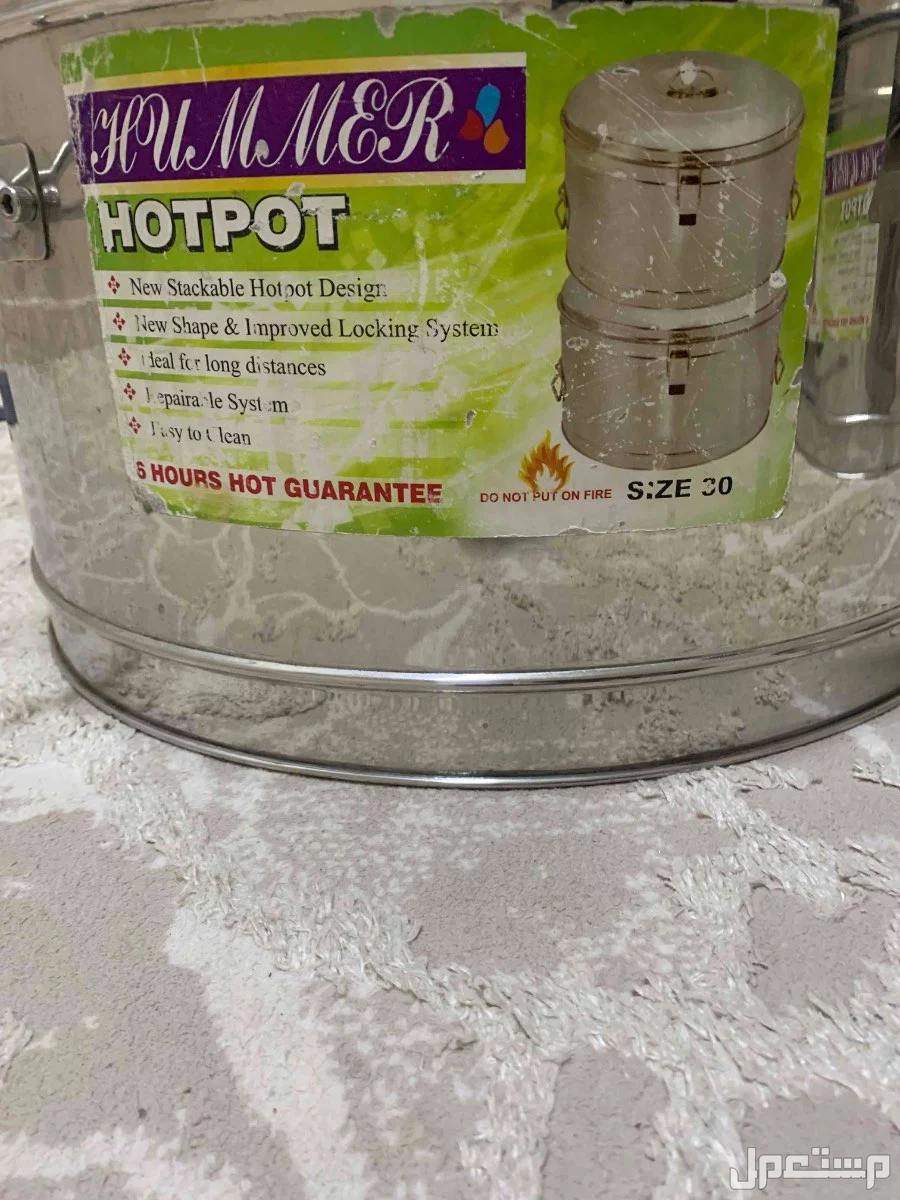 HUMMER
HOTPOT
New Stackable Hotpot Design
New Shape & Improved Locking System
Ideal for long distances
Repairable System
Easy to Clean
6 HOURS HOT GUARANTEE
DO NOT PUT ON FIRE
SIZE 30
مستعمل